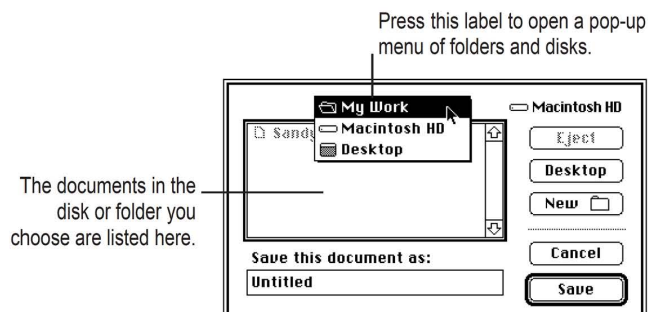 Press this label to open a pop-up
menu of folders and disks.
My Work
Macintosh HD
Desktop
Macintosh HD
Eject
Desktop
New
Cancel
Save
The documents in the
disk or folder you
choose are listed here.
Save this document as:
Untitled